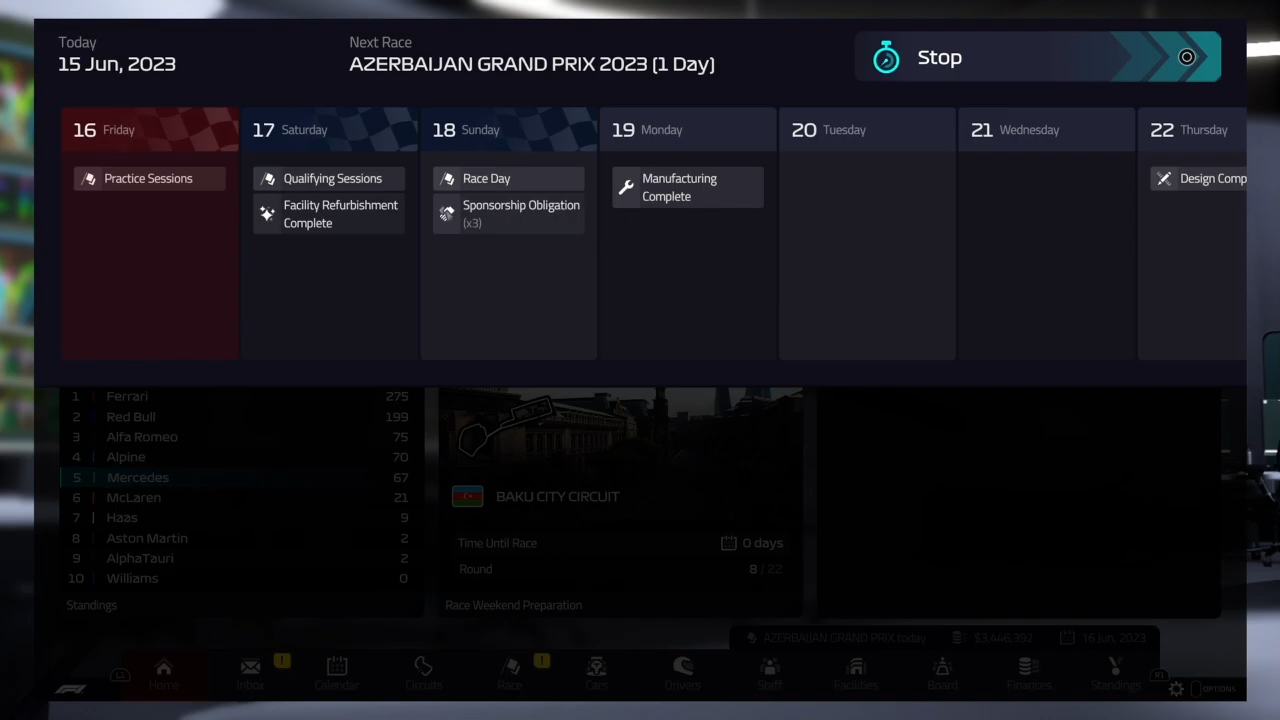 Today
15 Jun, 2023
Next Race
AZERBAIJAN GRAND PRIX 2023 (1 Day)
Stop
16 Friday
Practice Sessions
17 Saturday
Qualifying Sessions
Facility Refurbishment
Complete
18 Sunday
Race Day
Sponsorship Obligation
(x3)
19 Monday
Manufacturing
Complete
20 Tuesday
21 Wednesday
22 Thursday
Design Comp
1 Ferrari 275
2 Red Bull 199
3 Alfa Romeo 75
4 Alpine 70
5 Mercedes 67
6 McLaren 21
7 Haas 9
8 Aston Martin 2
9 AlphaTauri 2
10 Williams 0
Standings
BAKU CITY CIRCUIT
Time Until Race 0 days
Round 8 / 22
Race Weekend Preparation
AZERBAIJAN GRAND PRIX today $3,446,392 16 Jun, 2023
L1
Home
Inbox
!
Calendar
Circuits
Race
!
Cars
Drivers
Staff
Facilities
Board
Finances
Standings
R1
OPTIONS